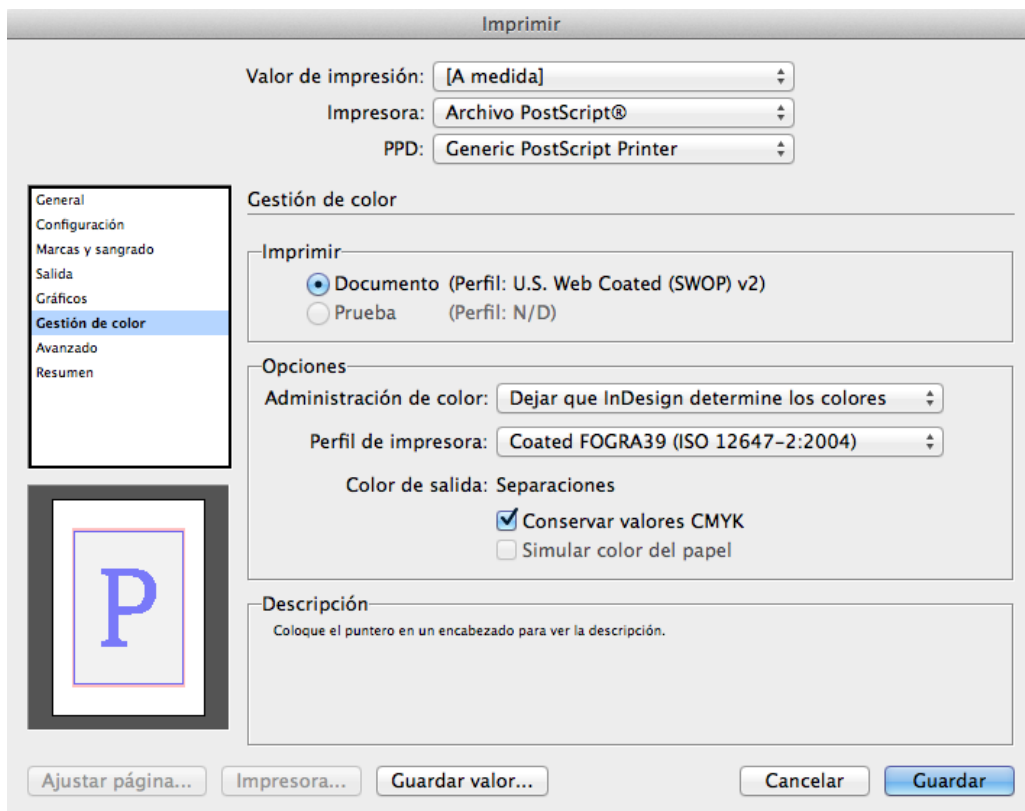 Imprimir
Valor de impresión: [A medida]
Impresora: Archivo PostScript®
PPD: Generic PostScript Printer
General
Configuración
Marcas y sangrado
Salida
Gráficos
Gestión de color
Avanzado
Resumen
Gestión de color
Imprimir
Documento (Perfil: U.S. Web Coated (SWOP) v2)
Prueba (Perfil: N/D)
Opciones
Administración de color: Dejar que InDesign determine los colores
Perfil de impresora: Coated FOGRA39 (ISO 12647-2:2004)
Color de salida: Separaciones
Conservar valores CMYK
Simular color del papel
P
Descripción
Coloque el puntero en un encabezado para ver la descripción.
Ajustar página... Impresora... Guardar valor... Cancelar Guardar